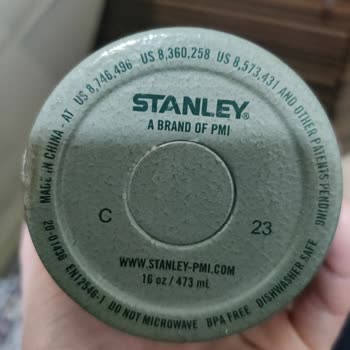 STANLEY®
A BRAND OF PMI
C 23
WWW.STANLEY-PMI.COM
16 oz / 473 mL
MADE IN CHINA - AT US 8,746,496 US 8,360,258 US 8,573,431 AND OTHER PATENTS PENDING
20-01436 EN12546-1 DO NOT MICROWAVE BPA FREE DISHWASHER SAFE